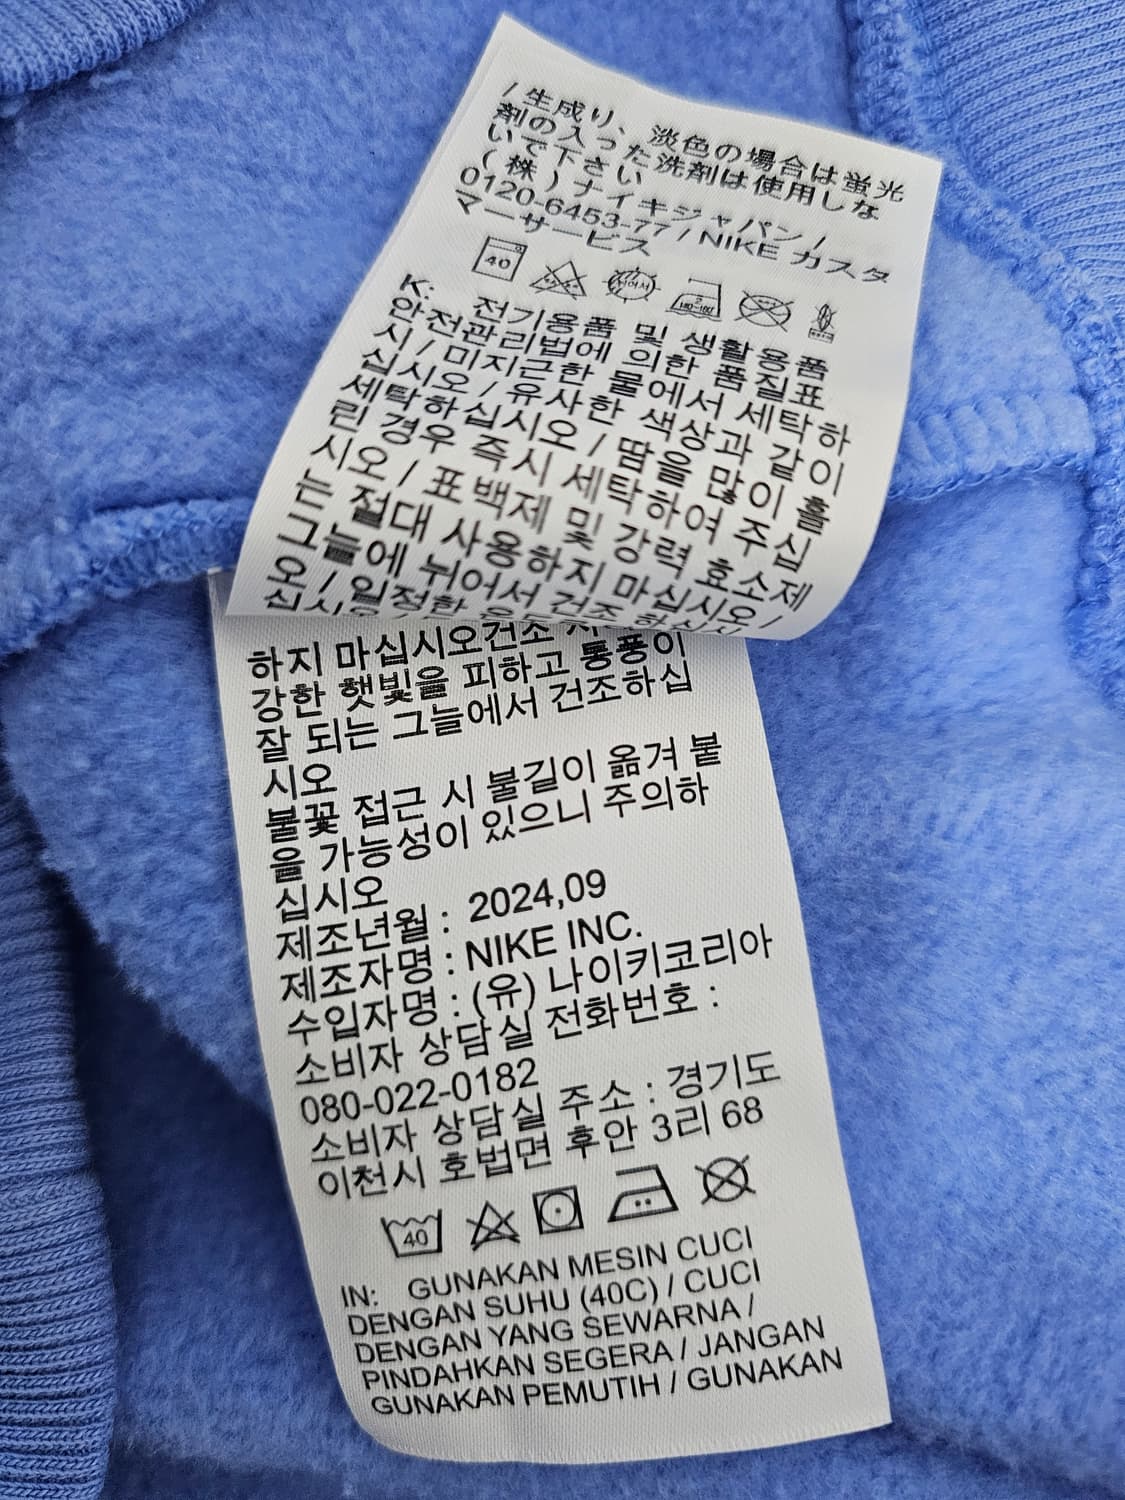 / 生成り、淡色の場合は蛍光
剤の入った洗剤は使用しな
いで下さい
(株)ナイキジャパン /
0120-6453-77 / NIKE カスタ
マーサービス
40
K: 전기용품 및 생활용품
안전관리법에 의한 품질표
시 / 미지근한 물에서 세탁하
십시오 / 유사한 색상과 같이
세탁하십시오 / 땀을 많이 흘
린 경우 즉시 세탁하여 주십
시오 / 표백제 및 강력 효소제
는 절대 사용하지 마십시오 /
그늘에 뉘어서 건조 하십시
오 / 일정한
하지 마십시오건조 시
강한 햇빛을 피하고 통풍이
잘 되는 그늘에서 건조하십
시오
불꽃 접근 시 불길이 옮겨 붙
을 가능성이 있으니 주의하
십시오
제조년월 : 2024,09
제조자명 : NIKE INC.
수입자명 : (유) 나이키코리아
소비자 상담실 전화번호 :
080-022-0182
소비자 상담실 주소 : 경기도
이천시 호법면 후안 3리 68
40
IN: GUNAKAN MESIN CUCI
DENGAN SUHU (40C) / CUCI
DENGAN YANG SEWARNA /
PINDAHKAN SEGERA / JANGAN
GUNAKAN PEMUTIH / GUNAKAN